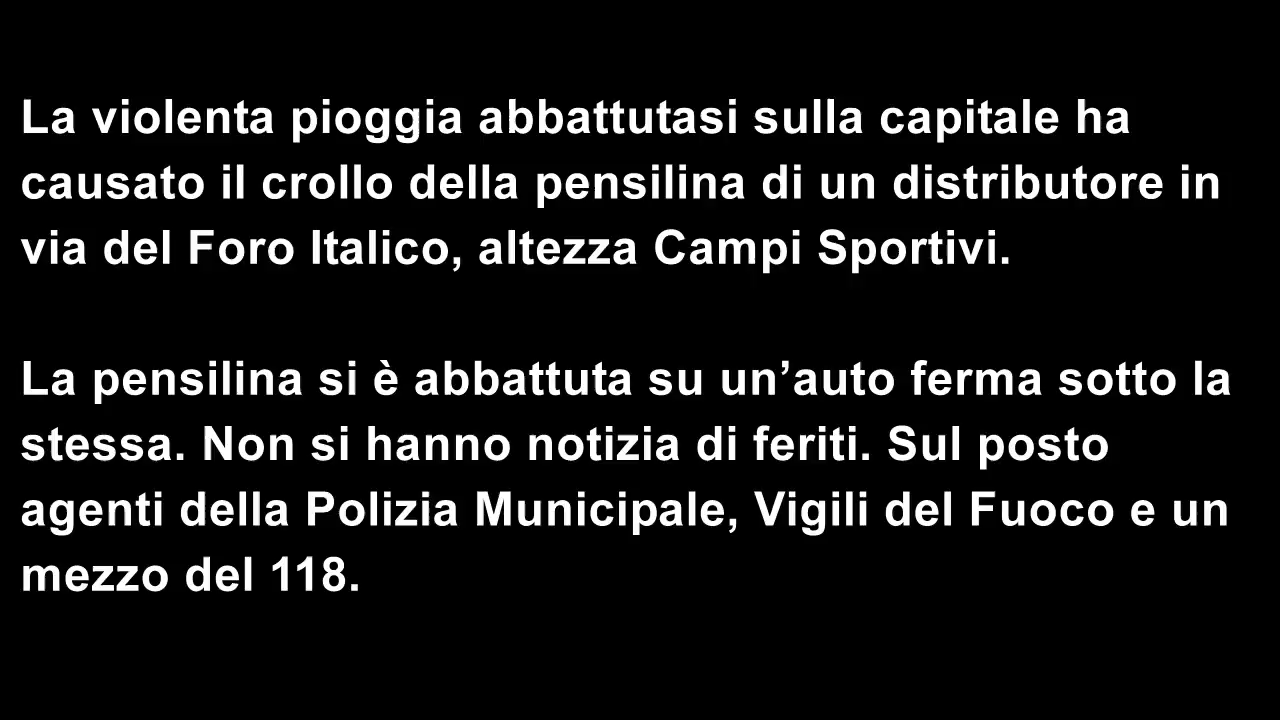 La violenta pioggia abbattutasi sulla capitale ha
causato il crollo della pensilina di un distributore in
via del Foro Italico, altezza Campi Sportivi.
La pensilina si è abbattuta su un’auto ferma sotto la
stessa. Non si hanno notizia di feriti. Sul posto
agenti della Polizia Municipale, Vigili del Fuoco e un
mezzo del 118.